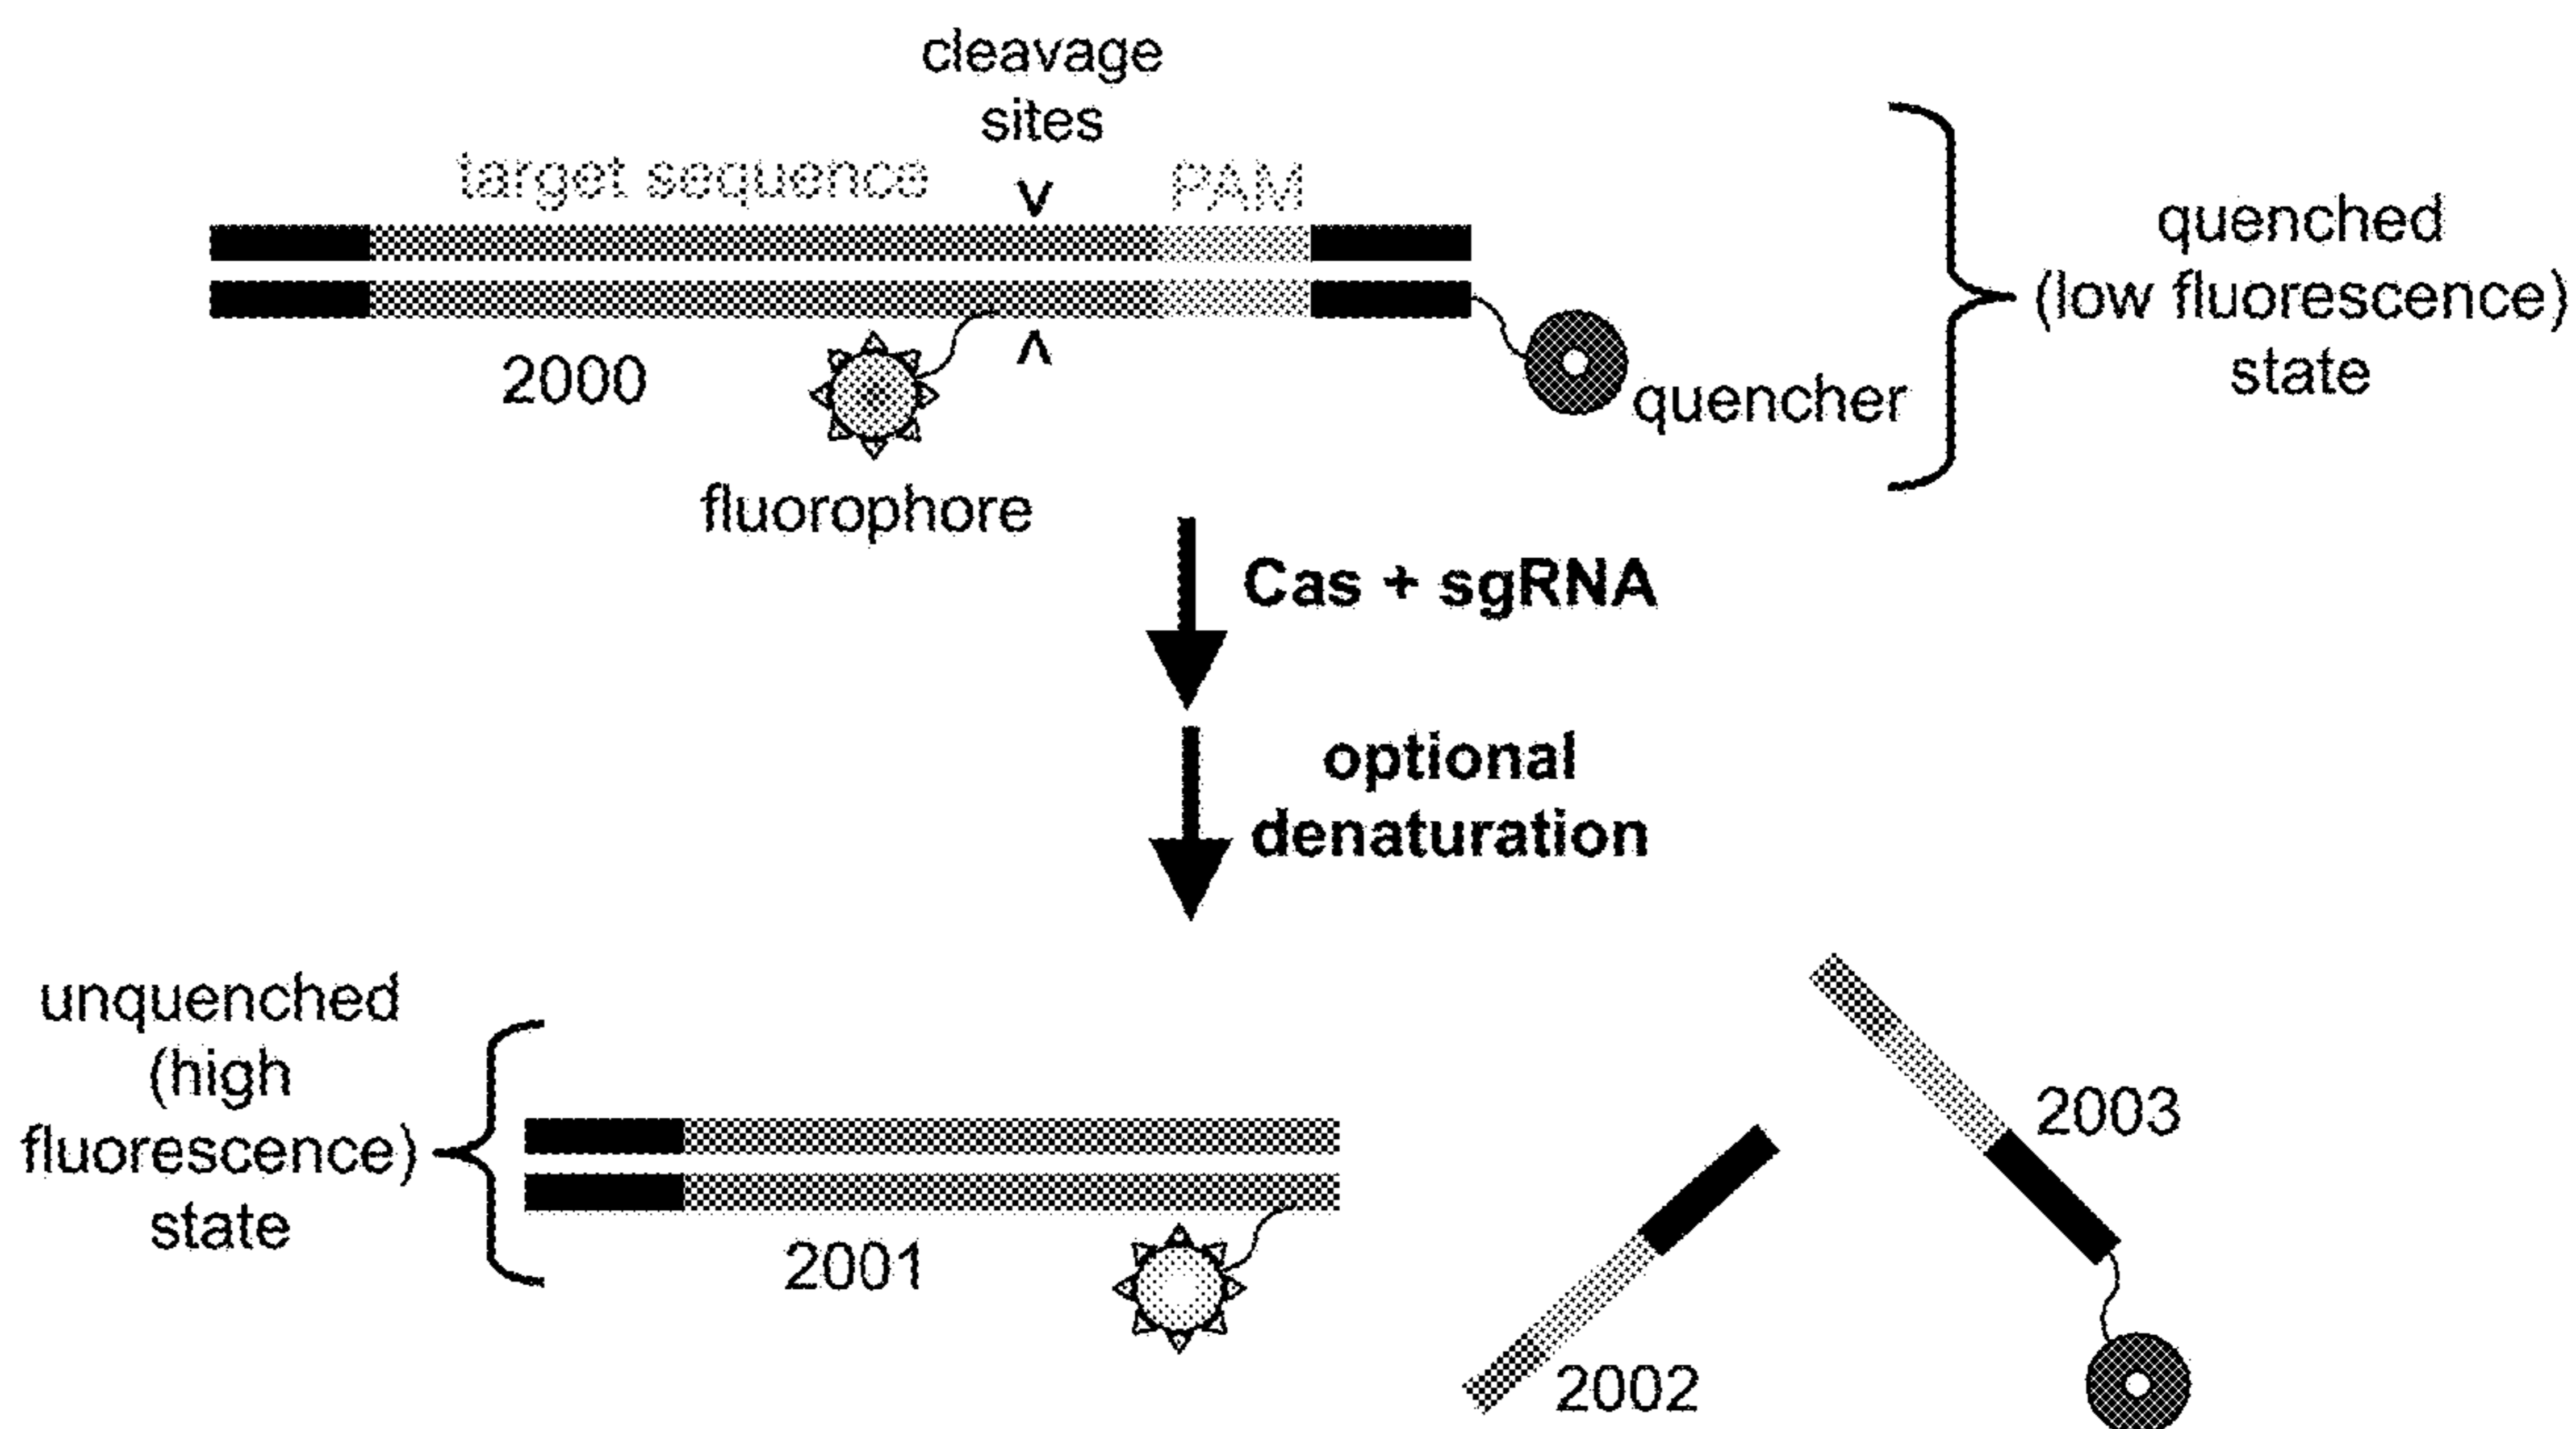 cleavage
sites
target sequence
PAM
2000
fluorophore
quencher
quenched
(low fluorescence)
state
Cas + sgRNA
optional
denaturation
unquenched
(high
fluorescence)
state
2001
2002
2003